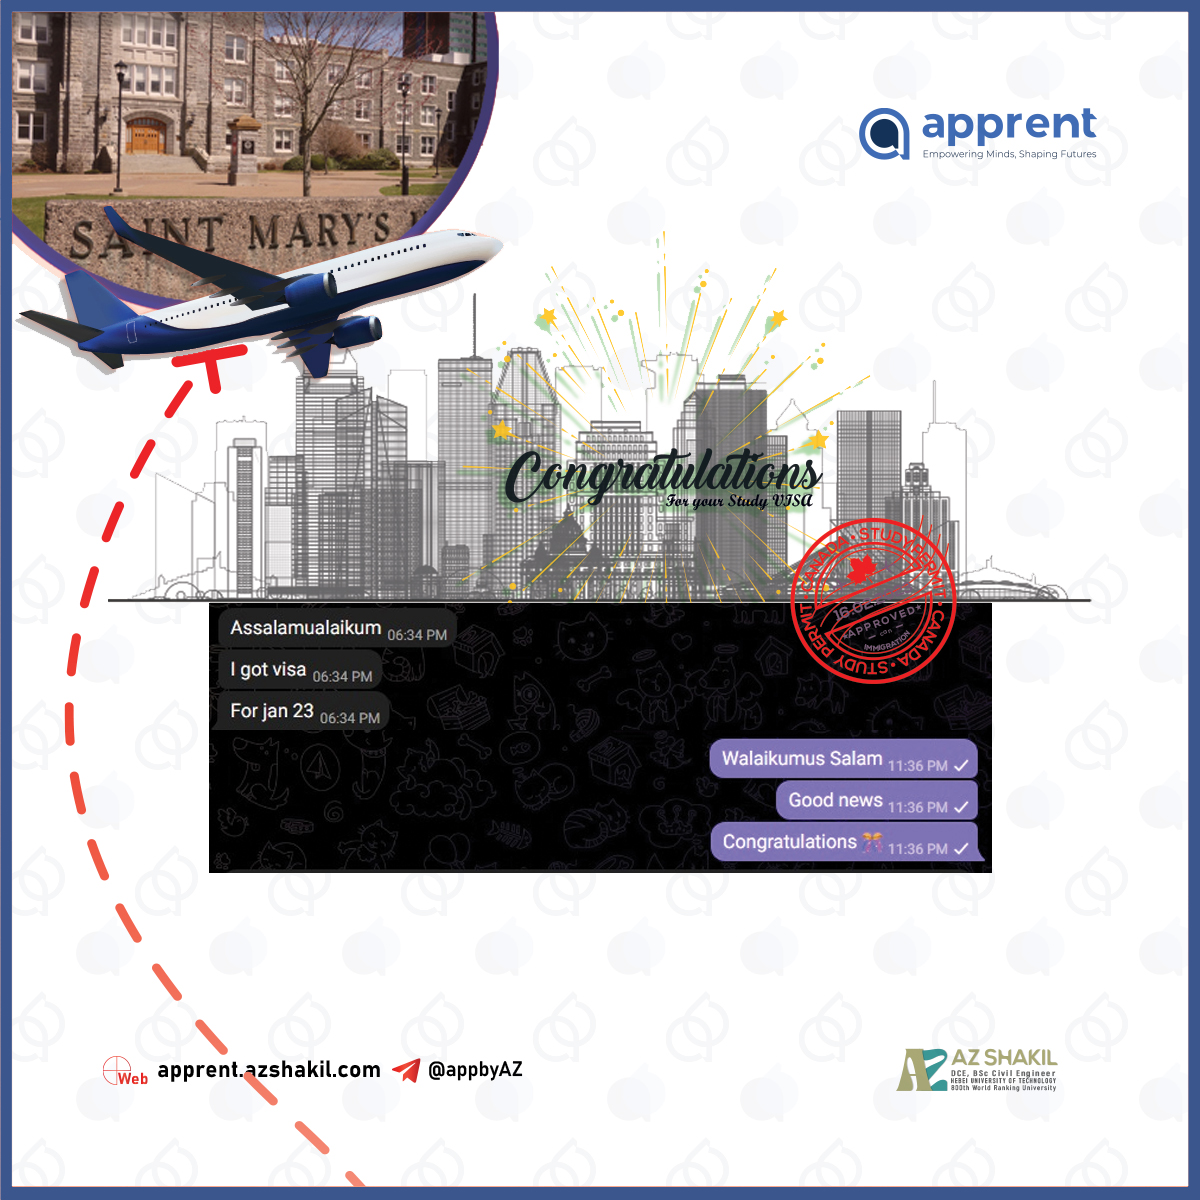 SAINT MARY'S
apprent
Empowering Minds, Shaping Futures
Congratulations
For your Study VISA
CANADA • STUDY PERMIT • CANADA • STUDY PERMIT •
APPROVED
IMMIGRATION
Assalamualaikum 06:34 PM
I got visa 06:34 PM
For jan 23 06:34 PM
Walaikumus Salam 11:36 PM
Good news 11:36 PM
Congratulations 🎊 11:36 PM
Web apprent.azshakil.com @appbyAZ
AZ SHAKIL
DCE, BSc Civil Engineer
HEBEI UNIVERSITY OF TECHNOLOGY
800th World Ranking University